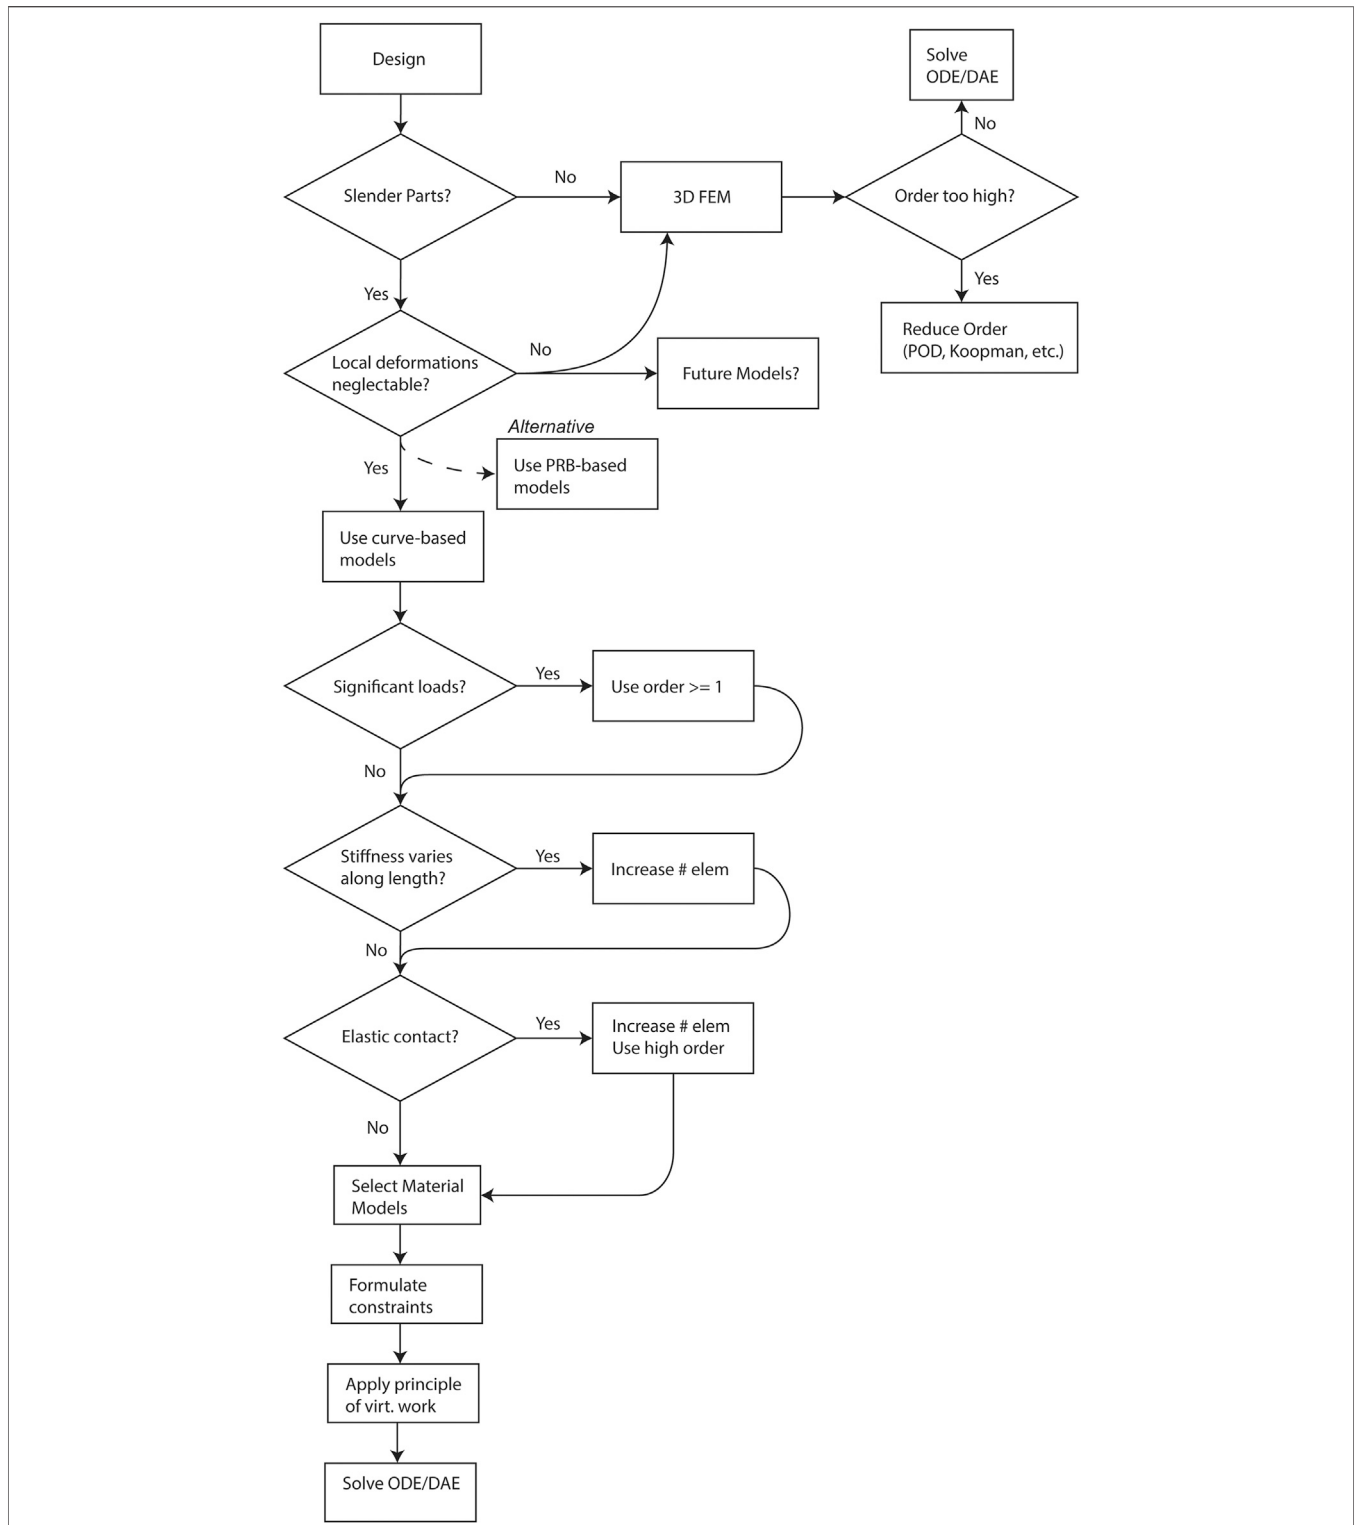 Design
Solve
ODE/DAE
No
Slender Parts?
No
3D FEM
Order too high?
Yes
Yes
Reduce Order
(POD, Koopman, etc.)
Local deformations
neglectable?
No
Future Models?
Alternative
Yes
Use PRB-based
models
Use curve-based
models
Significant loads?
Yes
Use order >= 1
No
Stiffness varies
along length?
Yes
Increase # elem
No
Elastic contact?
Yes
Increase # elem
Use high order
No
Select Material
Models
Formulate
constraints
Apply principle
of virt. work
Solve ODE/DAE